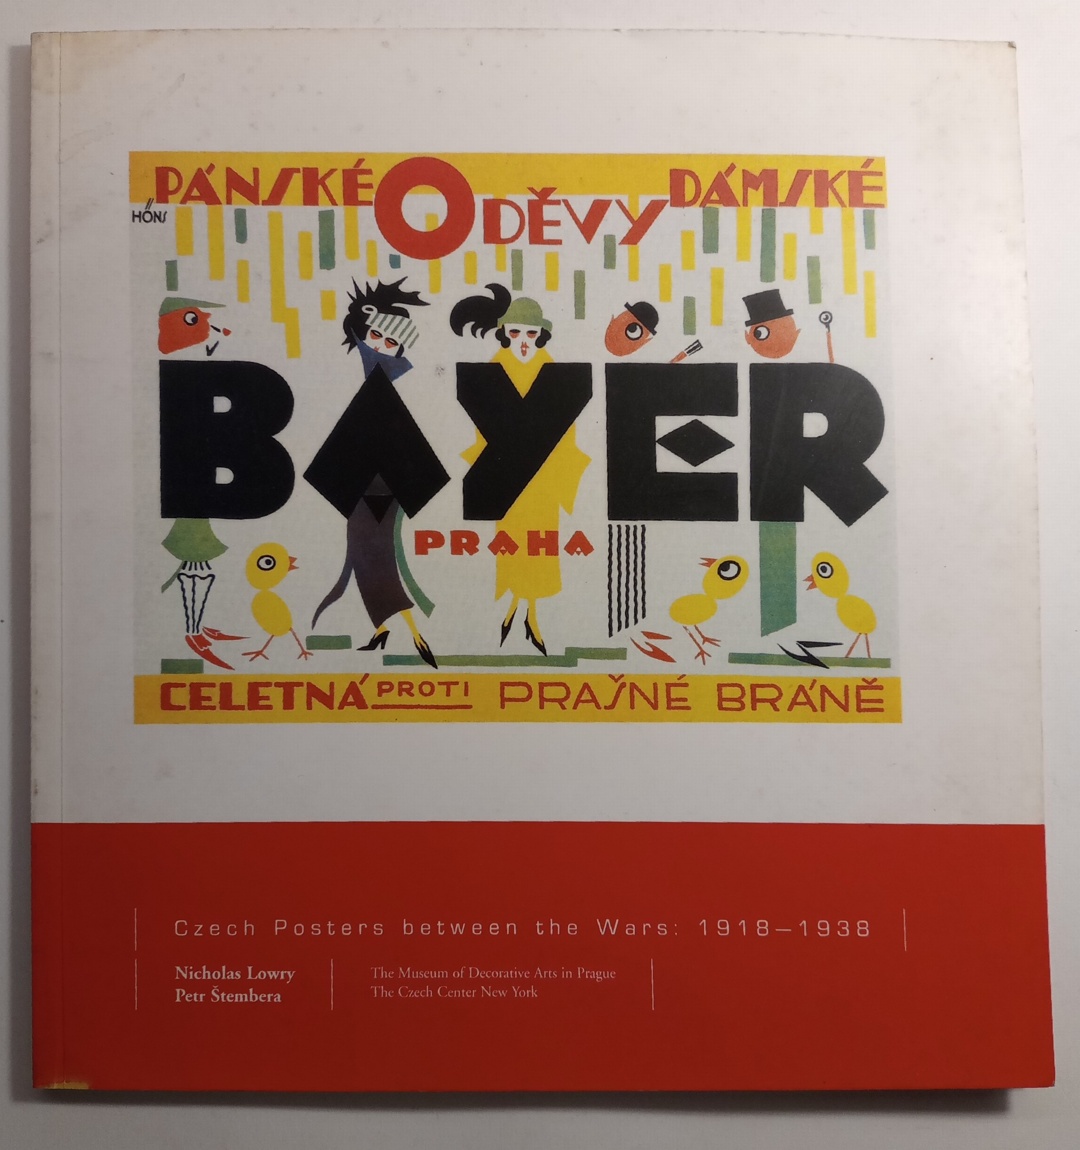 PÁNSKÉ ODĚVY DÁMSKÉ
HÖNS
BAYER
PRAHA
CELETNÁ PROTI PRAŠNÉ BRÁNĚ
Czech Posters between the Wars: 1918–1938
Nicholas Lowry
Petr Štembera
The Museum of Decorative Arts in Prague
The Czech Center New York